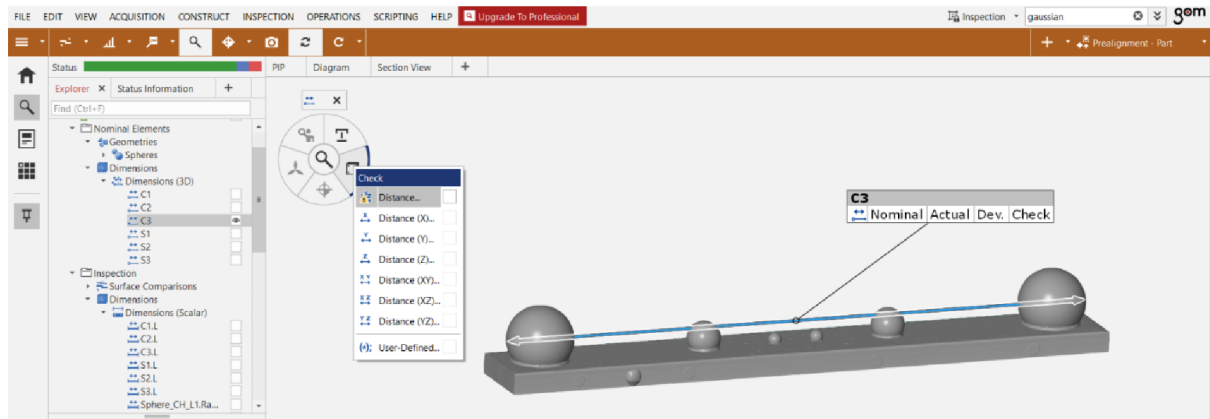 FILE EDIT VIEW ACQUISITION CONSTRUCT INSPECTION OPERATIONS SCRIPTING HELP Upgrade To Professional Inspection gaussian gom
Prealignment - Part
Status PIP Diagram Section View +
Explorer Status Information +
Find (Ctrl+F)
Nominal Elements
Geometries
Spheres
Dimensions
Dimensions (3D)
C1
C2
C3
S1
S2
S3
Inspection
Surface Comparisons
Dimensions
Dimensions (Scalar)
C1.L
C2.L
C3.L
S1.L
S2.L
S3.L
Sphere_CH_L1.Ra...
Check
Distance...
X Distance (X)...
Y Distance (Y)...
Z Distance (Z)...
XY Distance (XY)...
XZ Distance (XZ)...
YZ Distance (YZ)...
User-Defined...
C3
Nominal Actual Dev. Check